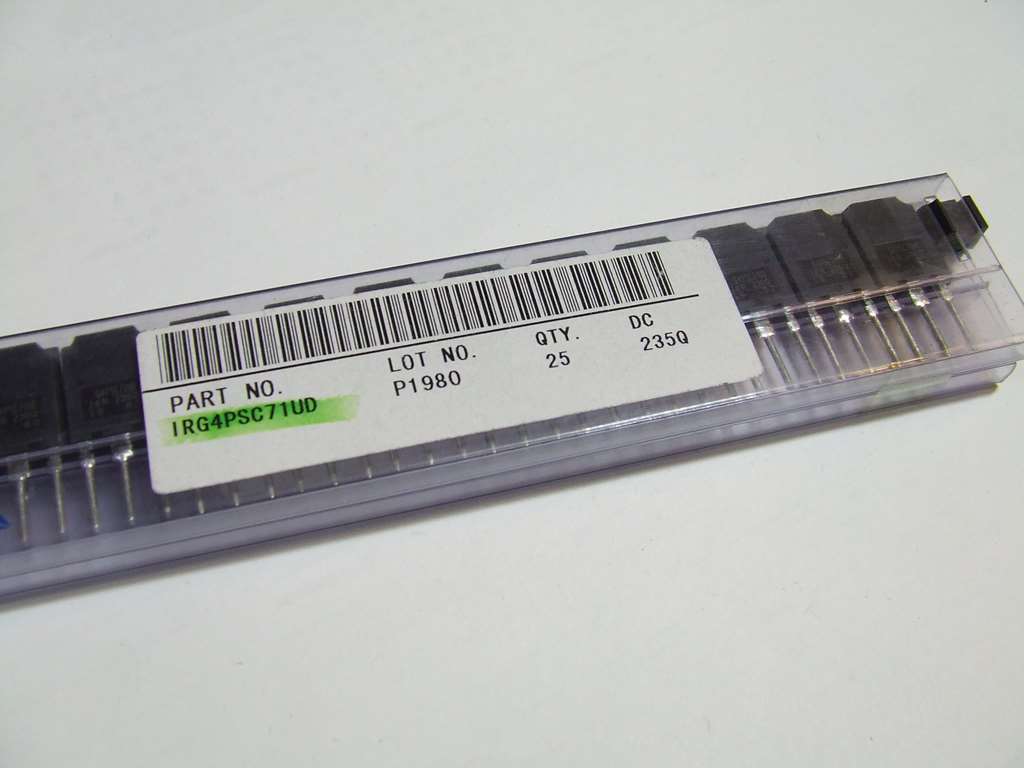 PART NO. LOT NO. QTY. DC
IRG4PSC71UD P1980 25 235Q